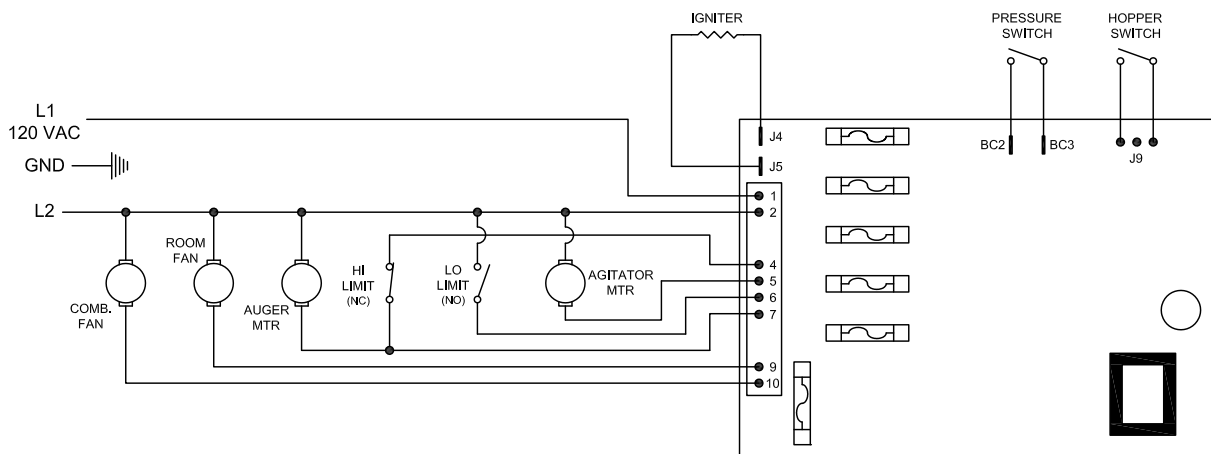 IGNITER
PRESSURE
SWITCH
HOPPER
SWITCH
L1
120 VAC
GND
L2
J4
J5
BC2
BC3
J9
1
2
4
5
6
7
9
10
ROOM
FAN
COMB.
FAN
AUGER
MTR
HI
LIMIT
(NC)
LO
LIMIT
(NO)
AGITATOR
MTR